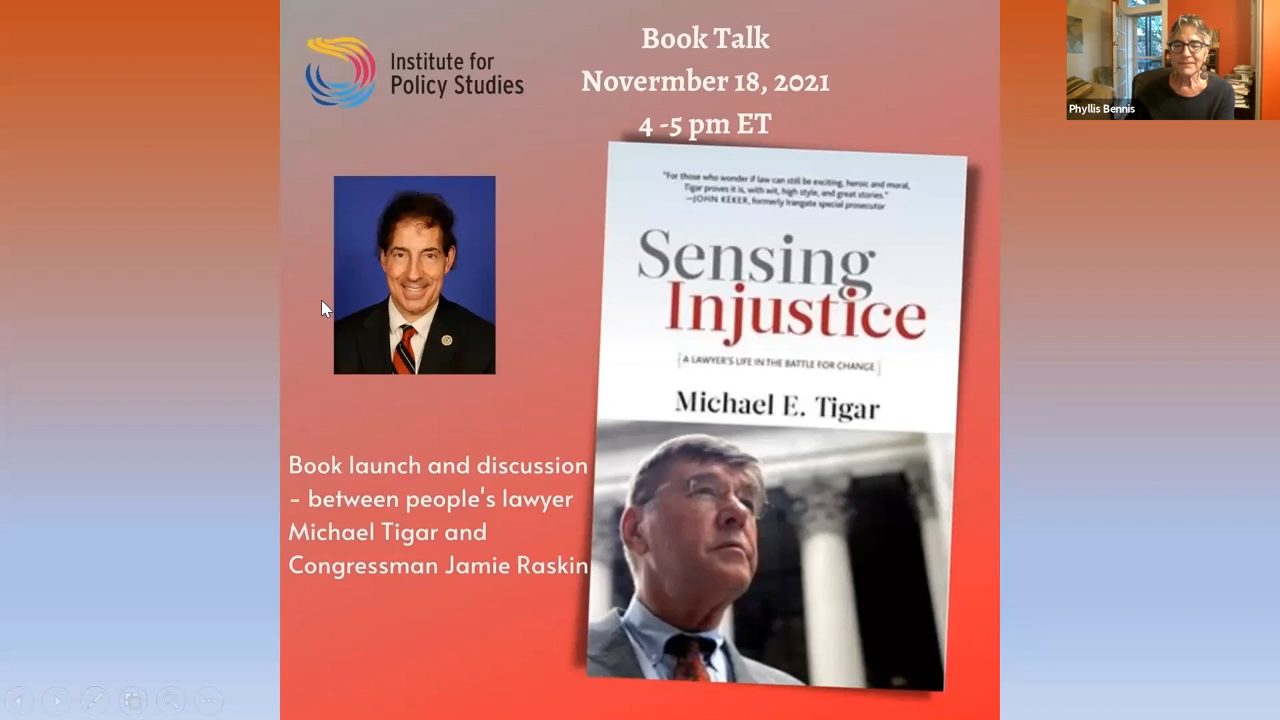 Institute for
Policy Studies
Book Talk
Novermber 18, 2021
4 -5 pm ET
Phyllis Bennis
"For those who wonder if law can still be exciting, heroic and moral,
Tigar proves it is, with wit, high style, and great stories."
—JOHN KEKER, formerly Irangate special prosecutor
Sensing
Injustice
[A LAWYER'S LIFE IN THE BATTLE FOR CHANGE]
Michael E. Tigar
Book launch and discussion
- between people's lawyer
Michael Tigar and
Congressman Jamie Raskin